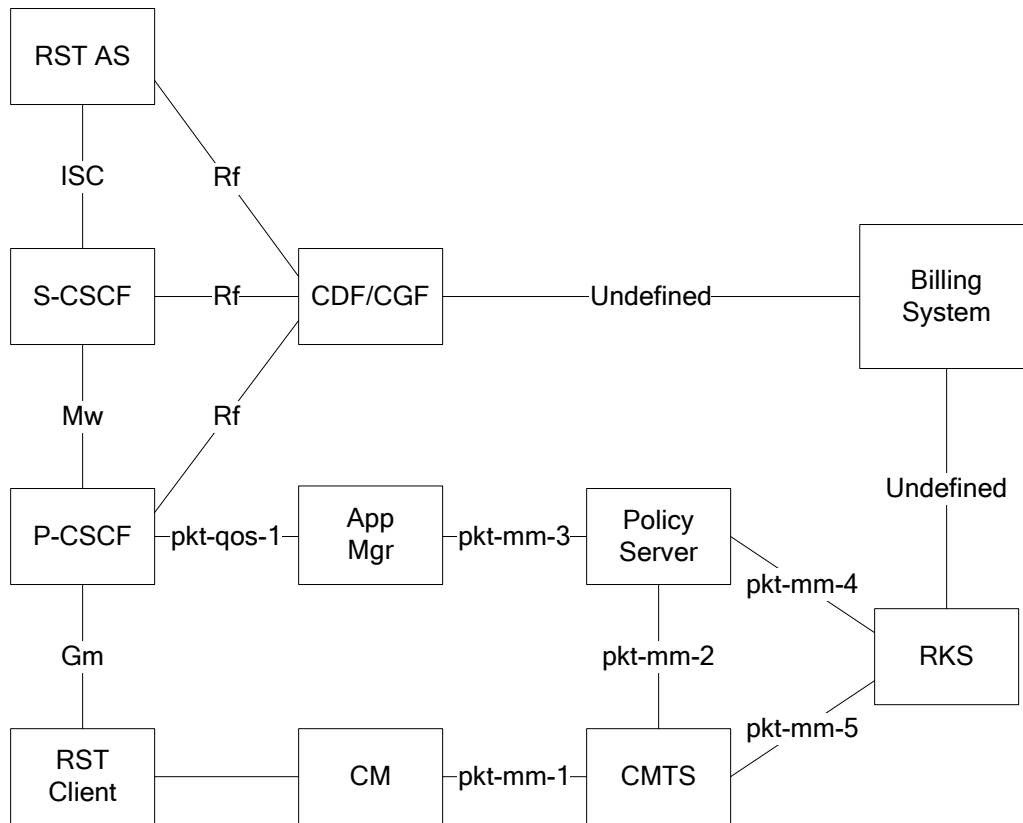 RST AS
ISC
Rf
S-CSCF
Rf
CDF/CGF
Undefined
Billing
System
Mw
Rf
Undefined
P-CSCF
pkt-qos-1
App
Mgr
pkt-mm-3
Policy
Server
pkt-mm-4
Gm
pkt-mm-2
RKS
pkt-mm-5
RST
Client
CM
pkt-mm-1
CMTS